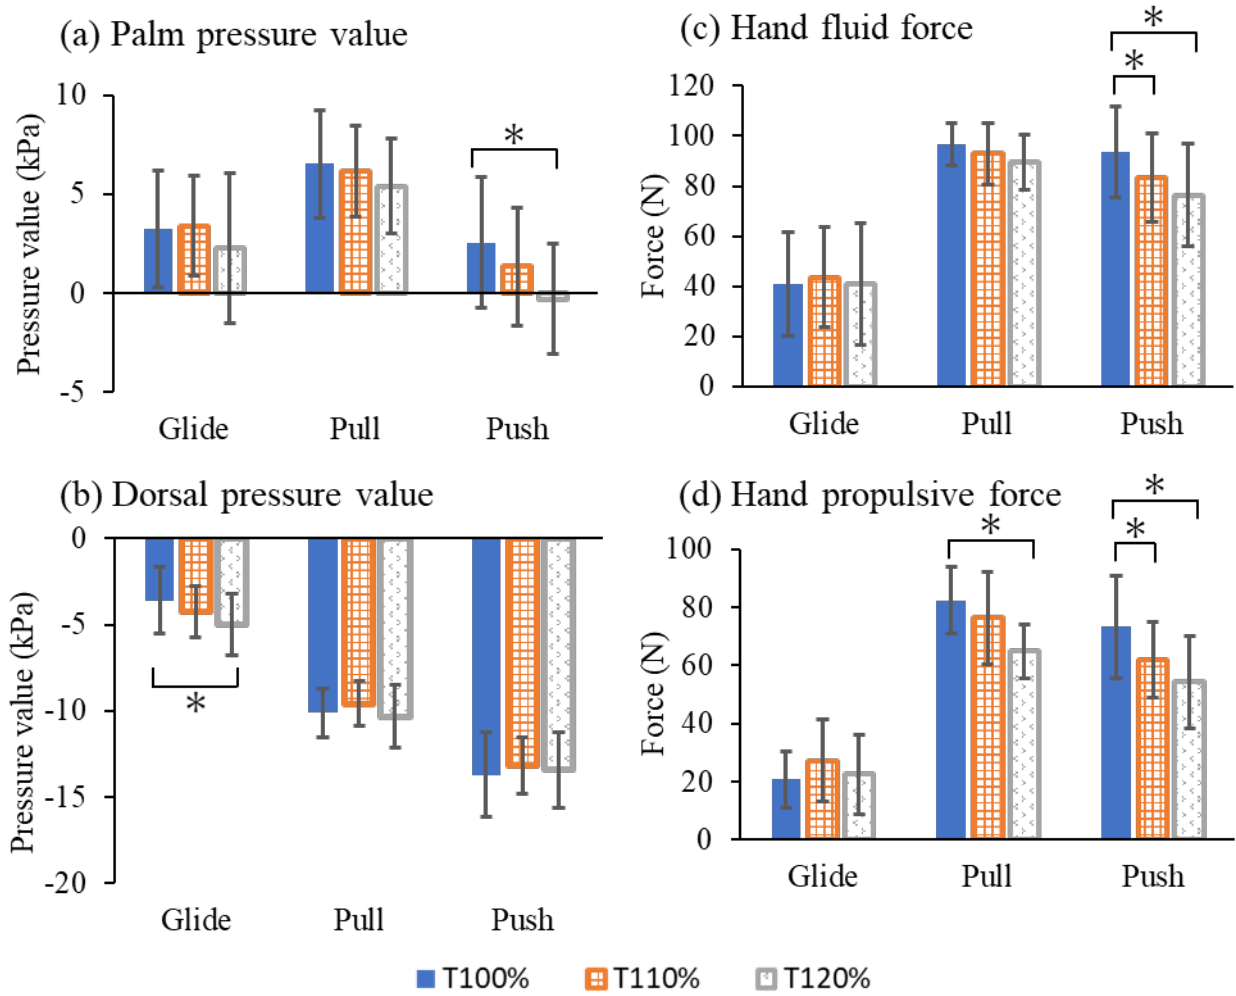 (a) Palm pressure value
Pressure value (kPa)
10
5
0
-5
*
Glide Pull Push
(b) Dorsal pressure value
Pressure value (kPa)
0
-5
-10
-15
-20
*
Glide Pull Push
(c) Hand fluid force
Force (N)
120
100
80
60
40
20
0
*
*
Glide Pull Push
(d) Hand propulsive force
Force (N)
100
80
60
40
20
0
*
*
*
Glide Pull Push
T100% T110% T120%